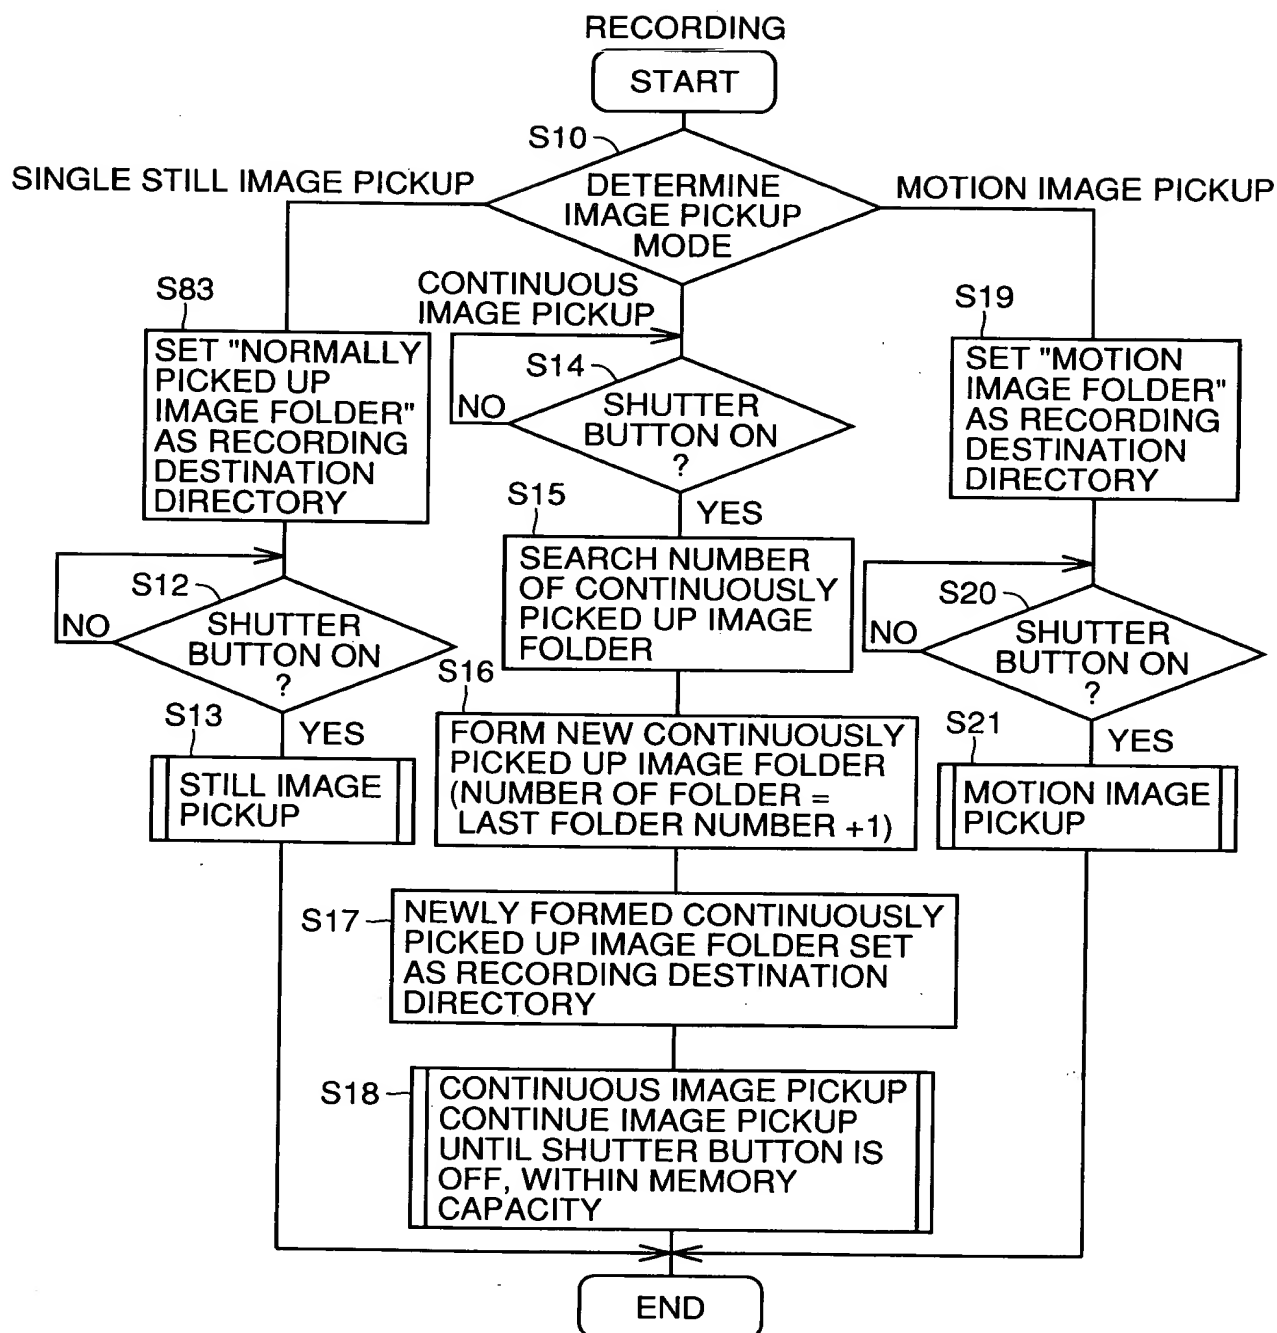 RECORDING
START
S10
DETERMINE
IMAGE PICKUP
MODE
SINGLE STILL IMAGE PICKUP
MOTION IMAGE PICKUP
CONTINUOUS
IMAGE PICKUP
S83
SET "NORMALLY
PICKED UP
IMAGE FOLDER"
AS RECORDING
DESTINATION
DIRECTORY
S12
SHUTTER
BUTTON ON
?
NO
YES
S13
STILL IMAGE
PICKUP
S14
SHUTTER
BUTTON ON
?
NO
YES
S15
SEARCH NUMBER
OF CONTINUOUSLY
PICKED UP IMAGE
FOLDER
S16
FORM NEW CONTINUOUSLY
PICKED UP IMAGE FOLDER
(NUMBER OF FOLDER =
LAST FOLDER NUMBER +1)
S17
NEWLY FORMED CONTINUOUSLY
PICKED UP IMAGE FOLDER SET
AS RECORDING DESTINATION
DIRECTORY
S18
CONTINUOUS IMAGE PICKUP
CONTINUE IMAGE PICKUP
UNTIL SHUTTER BUTTON IS
OFF, WITHIN MEMORY
CAPACITY
S19
SET "MOTION
IMAGE FOLDER"
AS RECORDING
DESTINATION
DIRECTORY
S20
SHUTTER
BUTTON ON
?
NO
YES
S21
MOTION IMAGE
PICKUP
END